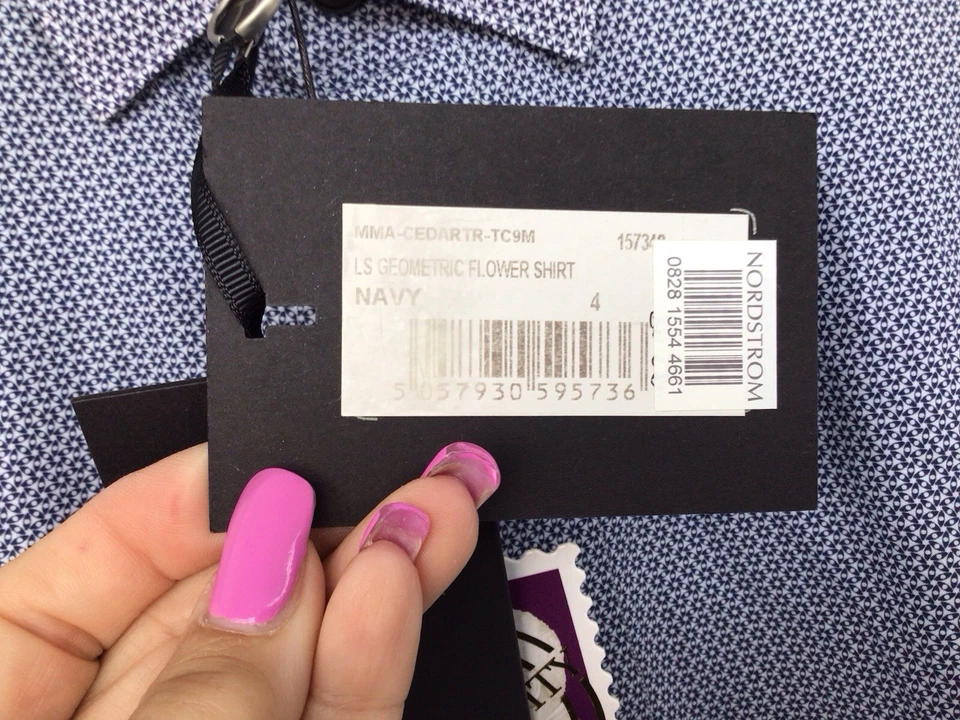 MMA-CEDARTR-TC9M
LS GEOMETRIC FLOWER SHIRT
NAVY 4
5 057930 595736
NORDSTROM
0828 1554 4661